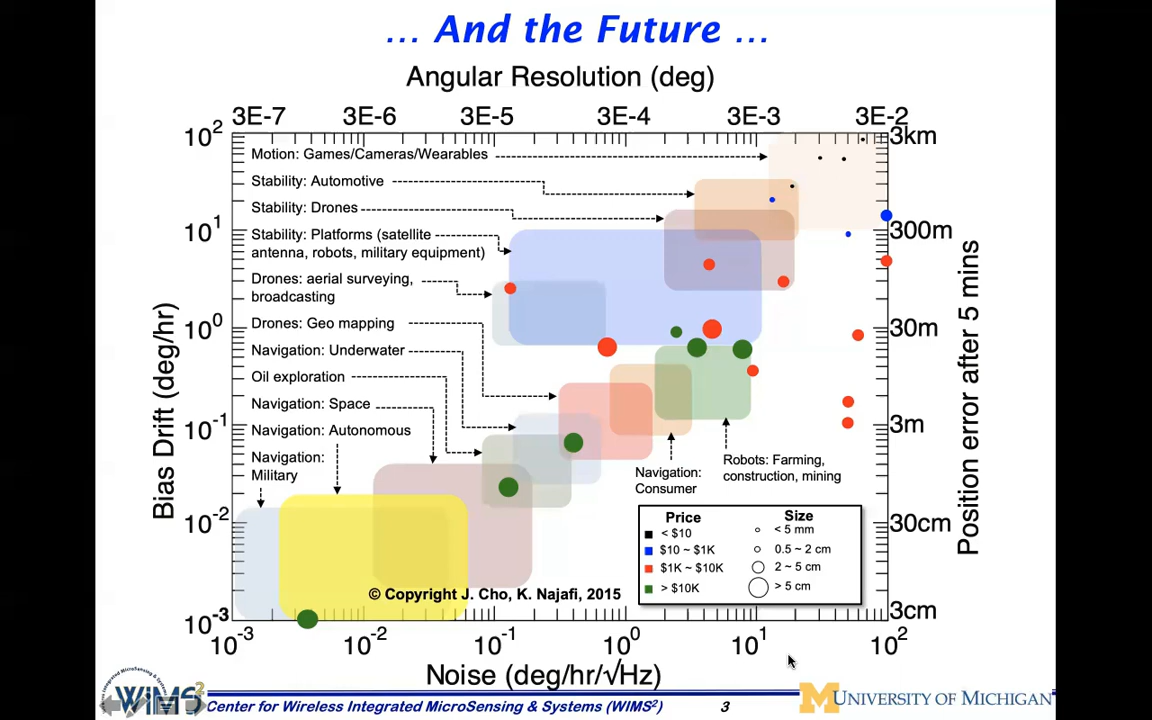 ... And the Future ...
Angular Resolution (deg)
3E-7 3E-6 3E-5 3E-4 3E-3 3E-2
10² 3km
Motion: Games/Cameras/Wearables
Stability: Automotive
Stability: Drones
10¹ 300m
Stability: Platforms (satellite
antenna, robots, military equipment)
Drones: aerial surveying,
broadcasting
Drones: Geo mapping
10⁰ 30m
Navigation: Underwater
Oil exploration
Navigation: Space
10⁻¹ 3m
Navigation: Autonomous
Navigation:
Military
Navigation:
Consumer
Robots: Farming,
construction, mining
10⁻² 30cm
Price Size
< $10 < 5 mm
$10 ~ $1K 0.5 ~ 2 cm
$1K ~ $10K 2 ~ 5 cm
> $10K > 5 cm
© Copyright J. Cho, K. Najafi, 2015
10⁻³ 3cm
10⁻³ 10⁻² 10⁻¹ 10⁰ 10¹ 10²
Bias Drift (deg/hr)
Position error after 5 mins
Noise (deg/hr/√Hz)
WIMS²
Center for Wireless Integrated MicroSensing & Systems (WIMS²) 3
M UNIVERSITY OF MICHIGAN